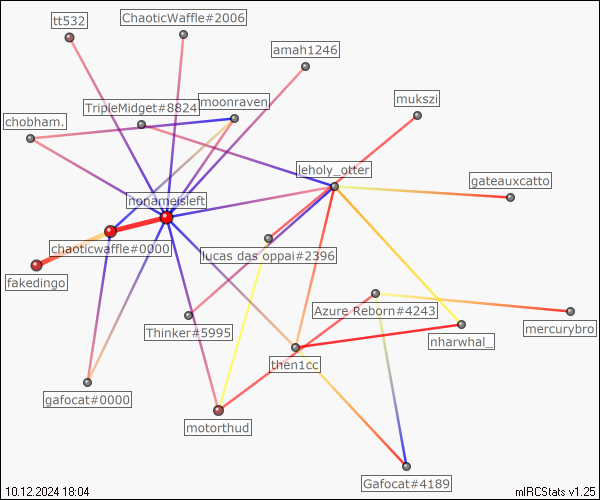 tt532
ChaoticWaffle#2006
amah1246
mukszi
moonraven
TripleMidget#8824
chobham.
leholy_otter
gateauxcatto
nonameisleft
chaoticwaffle#0000
lucas das oppai#2396
fakedingo
Azure Reborn#4243
mercurybro
Thinker#5995
nharwhal_
then1cc
gafocat#0000
motorthud
Gafocat#4189
10.12.2024 18:04
mIRCStats v1.25